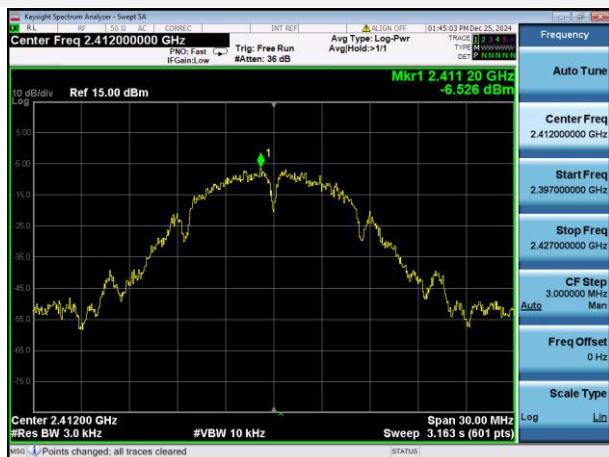 Keysight Spectrum Analyzer - Swept SA
RL RF 50 Ω AC CORREC INT REF ALIGN OFF 01:45:03 PM Dec 25, 2024
Center Freq 2.412000000 GHz
PNO: Fast
IFGain:Low
Trig: Free Run
#Atten: 36 dB
Avg Type: Log-Pwr
Avg|Hold:>1/1
TRACE 1 2 3 4 5 6
TYPE M WWWWW
DET P N N N N N
Mkr1 2.411 20 GHz
-6.526 dBm
10 dB/div Ref 15.00 dBm
Log
5.00
-5.00
-15.0
-25.0
-35.0
-45.0
-55.0
-65.0
-75.0
1
Center 2.41200 GHz
Span 30.00 MHz
#Res BW 3.0 kHz
#VBW 10 kHz
Sweep 3.163 s (601 pts)
MSG Points changed; all traces cleared
STATUS
Frequency
Auto Tune
Center Freq
2.412000000 GHz
Start Freq
2.397000000 GHz
Stop Freq
2.427000000 GHz
CF Step
3.000000 MHz
Auto Man
Freq Offset
0 Hz
Scale Type
Log Lin